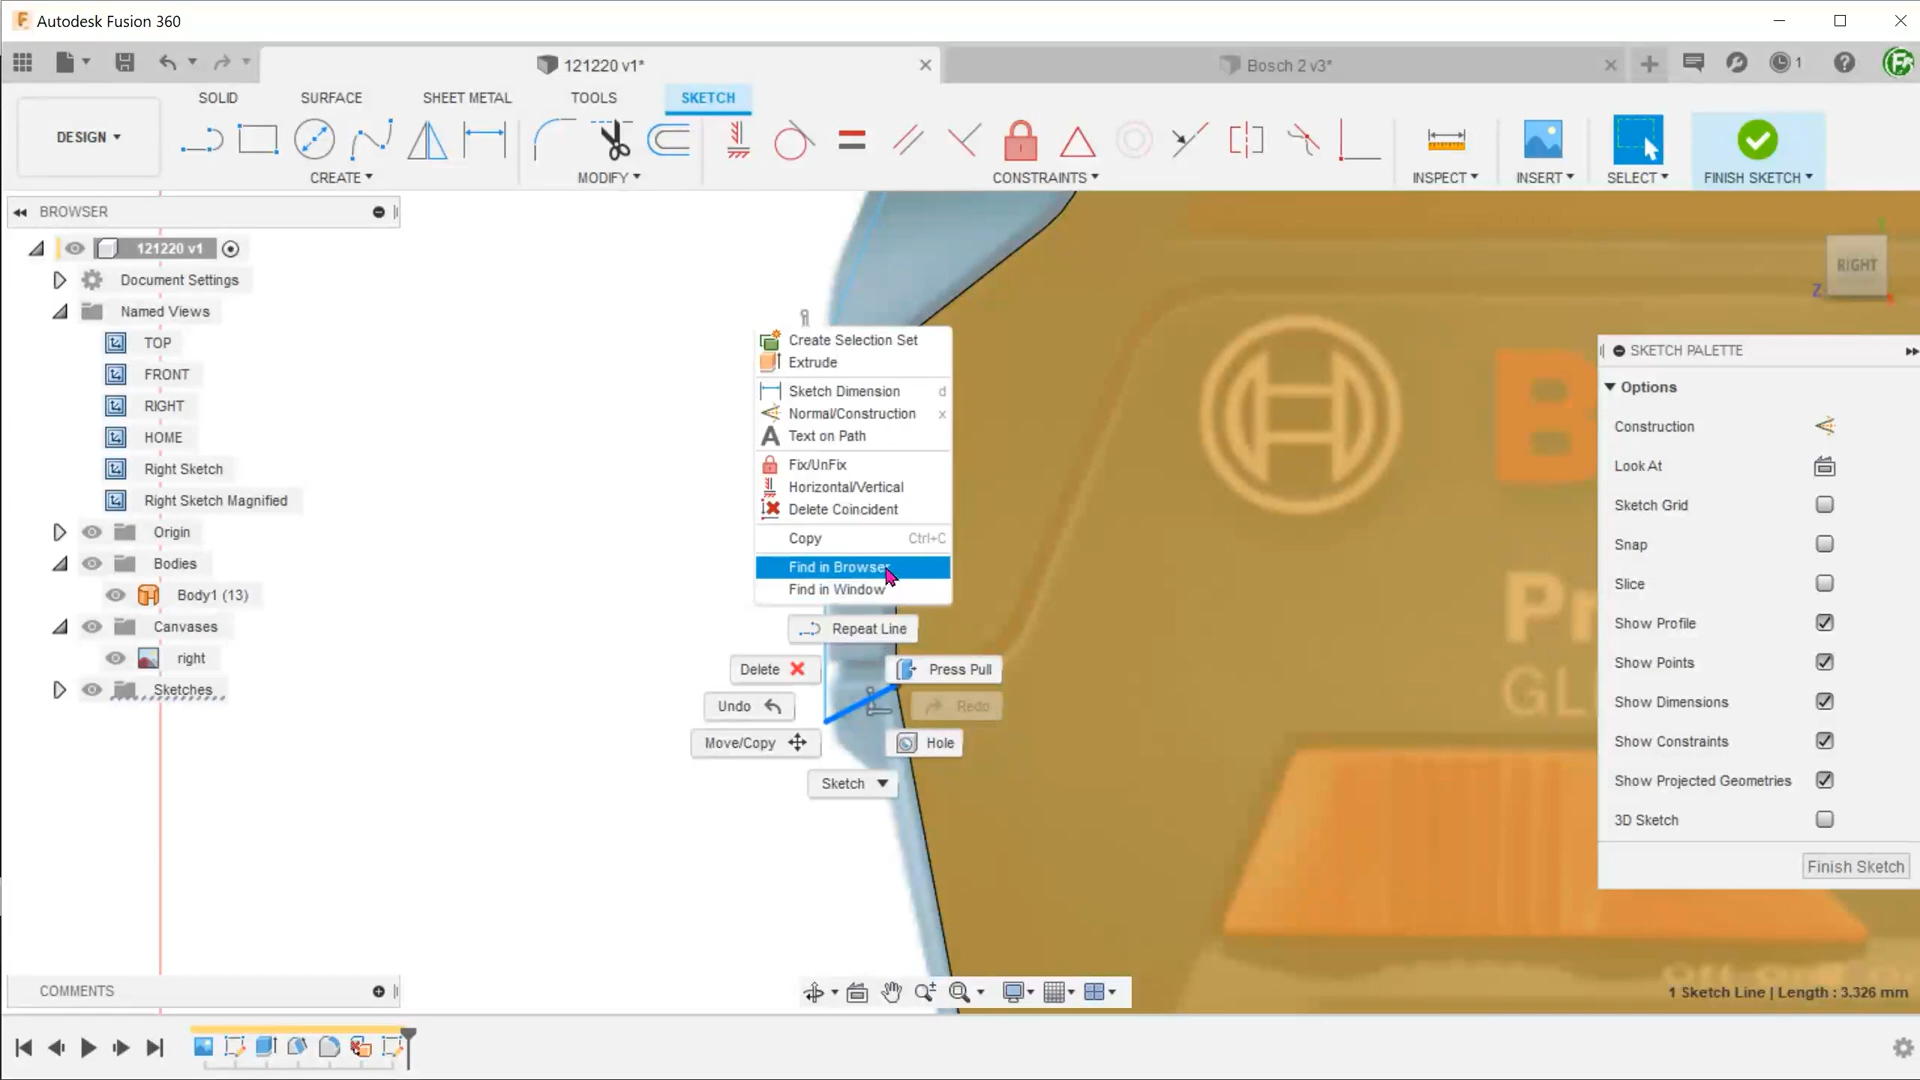 Autodesk Fusion 360
121220 v1*
Bosch 2 v3*
1
SOLID
SURFACE
SHEET METAL
TOOLS
SKETCH
DESIGN
CREATE
MODIFY
CONSTRAINTS
INSPECT
INSERT
SELECT
FINISH SKETCH
BROWSER
121220 v1
Document Settings
Named Views
TOP
FRONT
RIGHT
HOME
Right Sketch
Right Sketch Magnified
Origin
Bodies
Body1 (13)
Canvases
right
Sketches
Create Selection Set
Extrude
Sketch Dimension d
Normal/Construction x
Text on Path
Fix/UnFix
Horizontal/Vertical
Delete Coincident
Copy Ctrl+C
Find in Browser
Find in Window
Repeat Line
Delete
Press Pull
Undo
Redo
Move/Copy
Hole
Sketch
RIGHT
Z
SKETCH PALETTE
Options
Construction
Look At
Sketch Grid
Snap
Slice
Show Profile
Show Points
Show Dimensions
Show Constraints
Show Projected Geometries
3D Sketch
Finish Sketch
1 Sketch Line | Length : 3.326 mm
COMMENTS